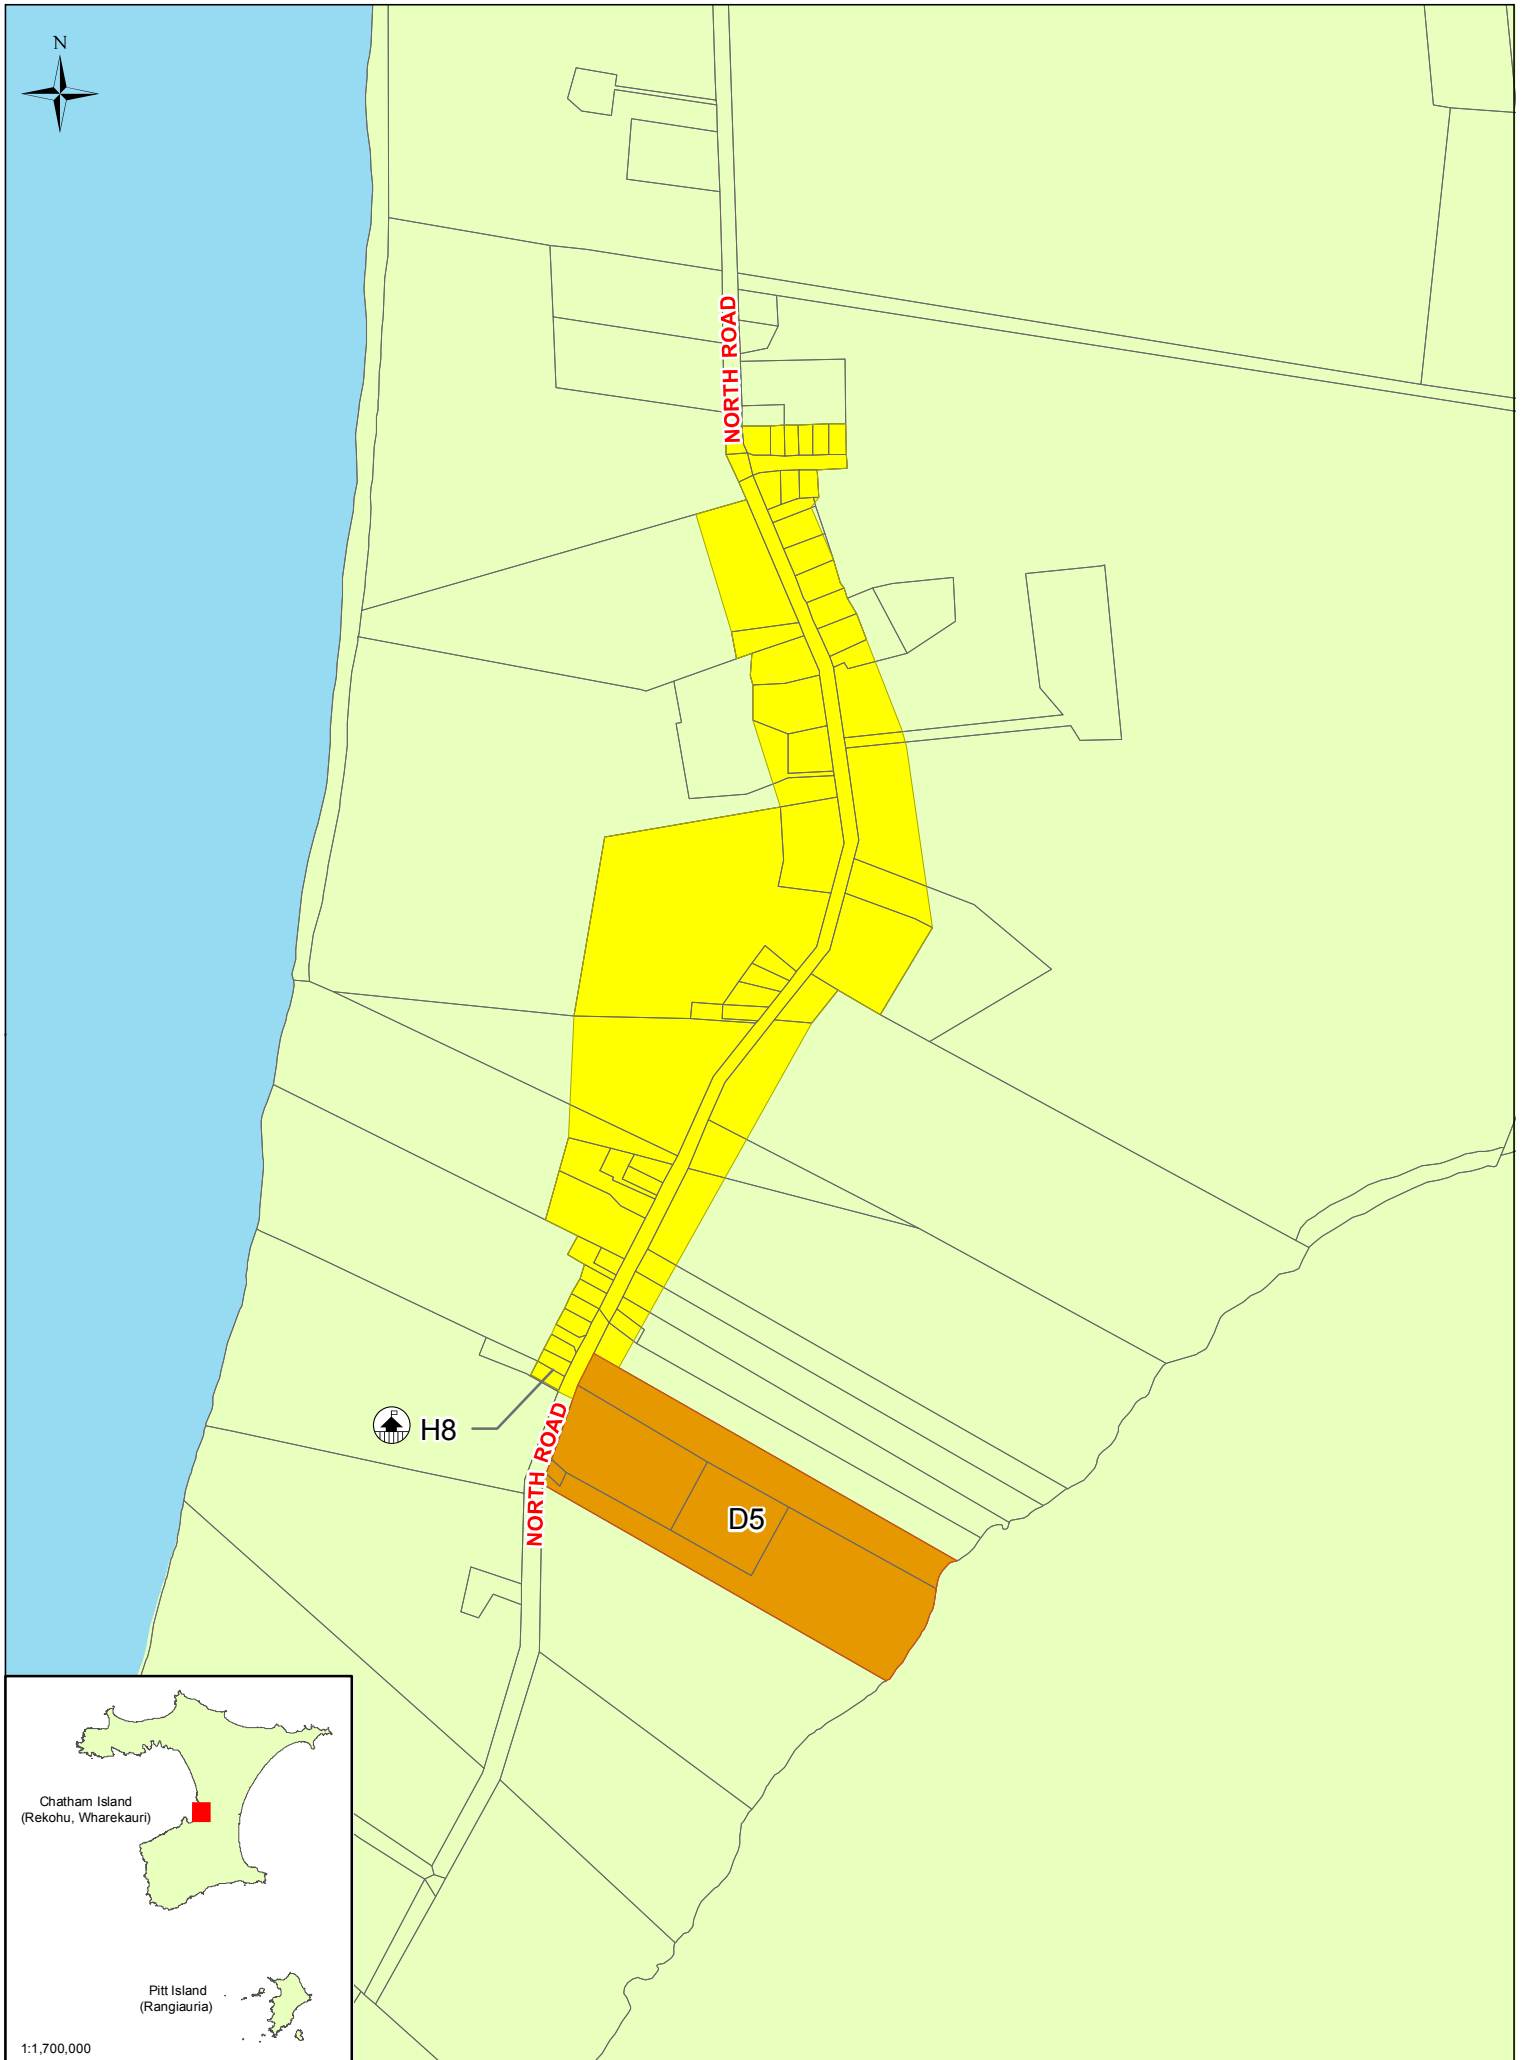 N
NORTH ROAD
H8
NORTH ROAD
D5
Chatham Island
(Rekohu, Wharekauri)
Pitt Island
(Rangiauria)
1:1,700,000